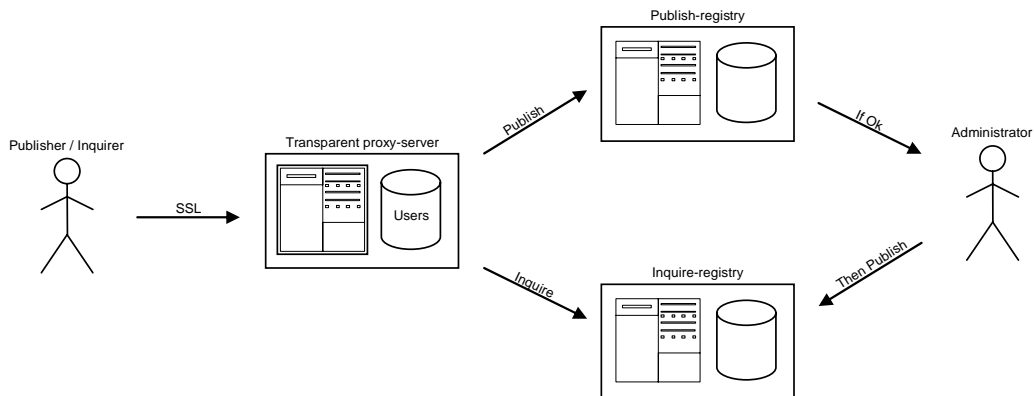 Publish-registry
Publish
If Ok
Publisher / Inquirer
Transparent proxy-server
Administrator
SSL
Users
Inquire
Inquire-registry
Then Publish